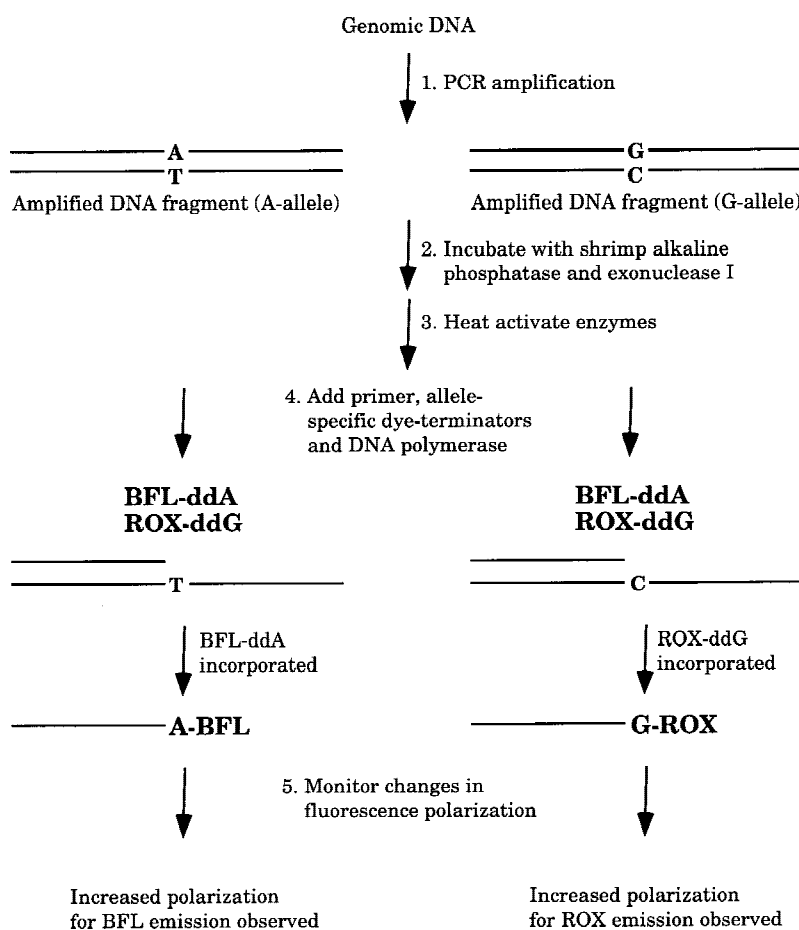 Genomic DNA
1. PCR amplification
A
T
Amplified DNA fragment (A-allele)
G
C
Amplified DNA fragment (G-allele)
2. Incubate with shrimp alkaline
phosphatase and exonuclease I
3. Heat activate enzymes
4. Add primer, allele-
specific dye-terminators
and DNA polymerase
BFL-ddA
ROX-ddG
BFL-ddA
ROX-ddG
T
C
BFL-ddA
incorporated
ROX-ddG
incorporated
A-BFL
G-ROX
5. Monitor changes in
fluorescence polarization
Increased polarization
for BFL emission observed
Increased polarization
for ROX emission observed